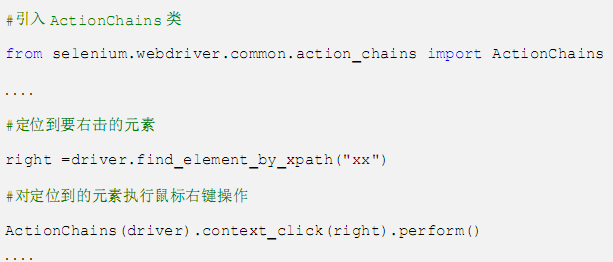 #引入 ActionChains 类
from selenium.webdriver.common.action_chains import ActionChains
....
#定位到要右击的元素
right =driver.find_element_by_xpath("xx")
#对定位到的元素执行鼠标右键操作
ActionChains(driver).context_click(right).perform()
....